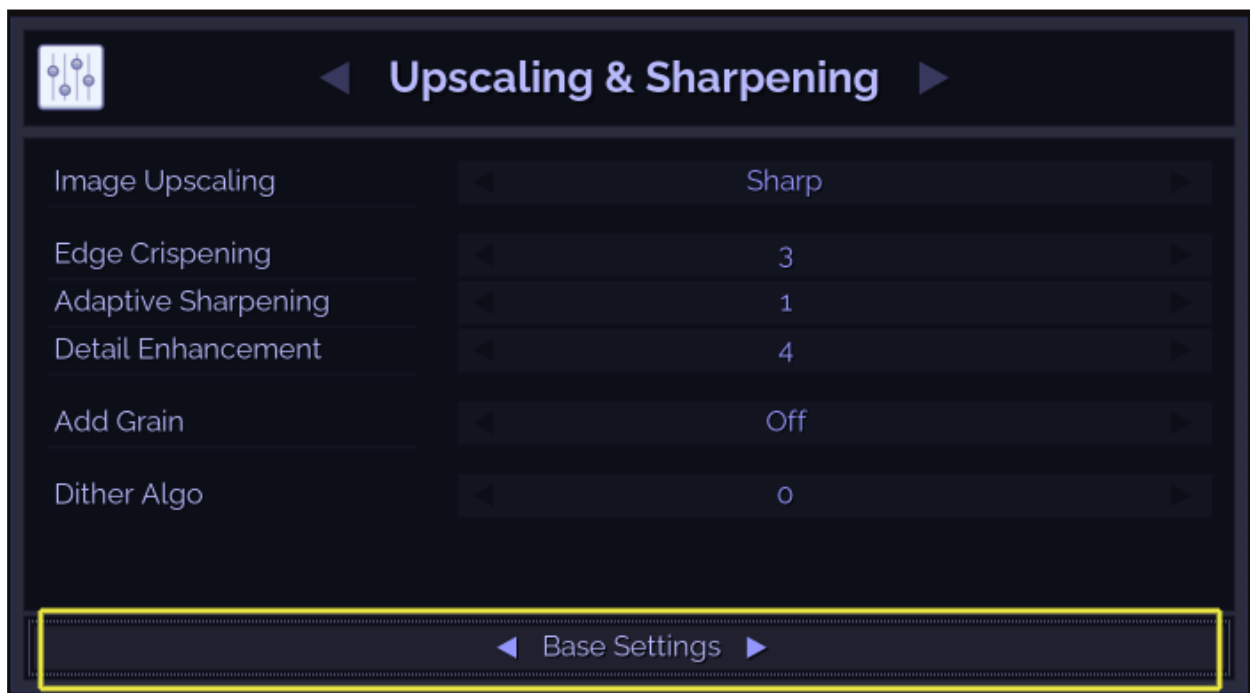 Upscaling & Sharpening
Image Upscaling Sharp
Edge Crispening 3
Adaptive Sharpening 1
Detail Enhancement 4
Add Grain Off
Dither Algo 0
Base Settings